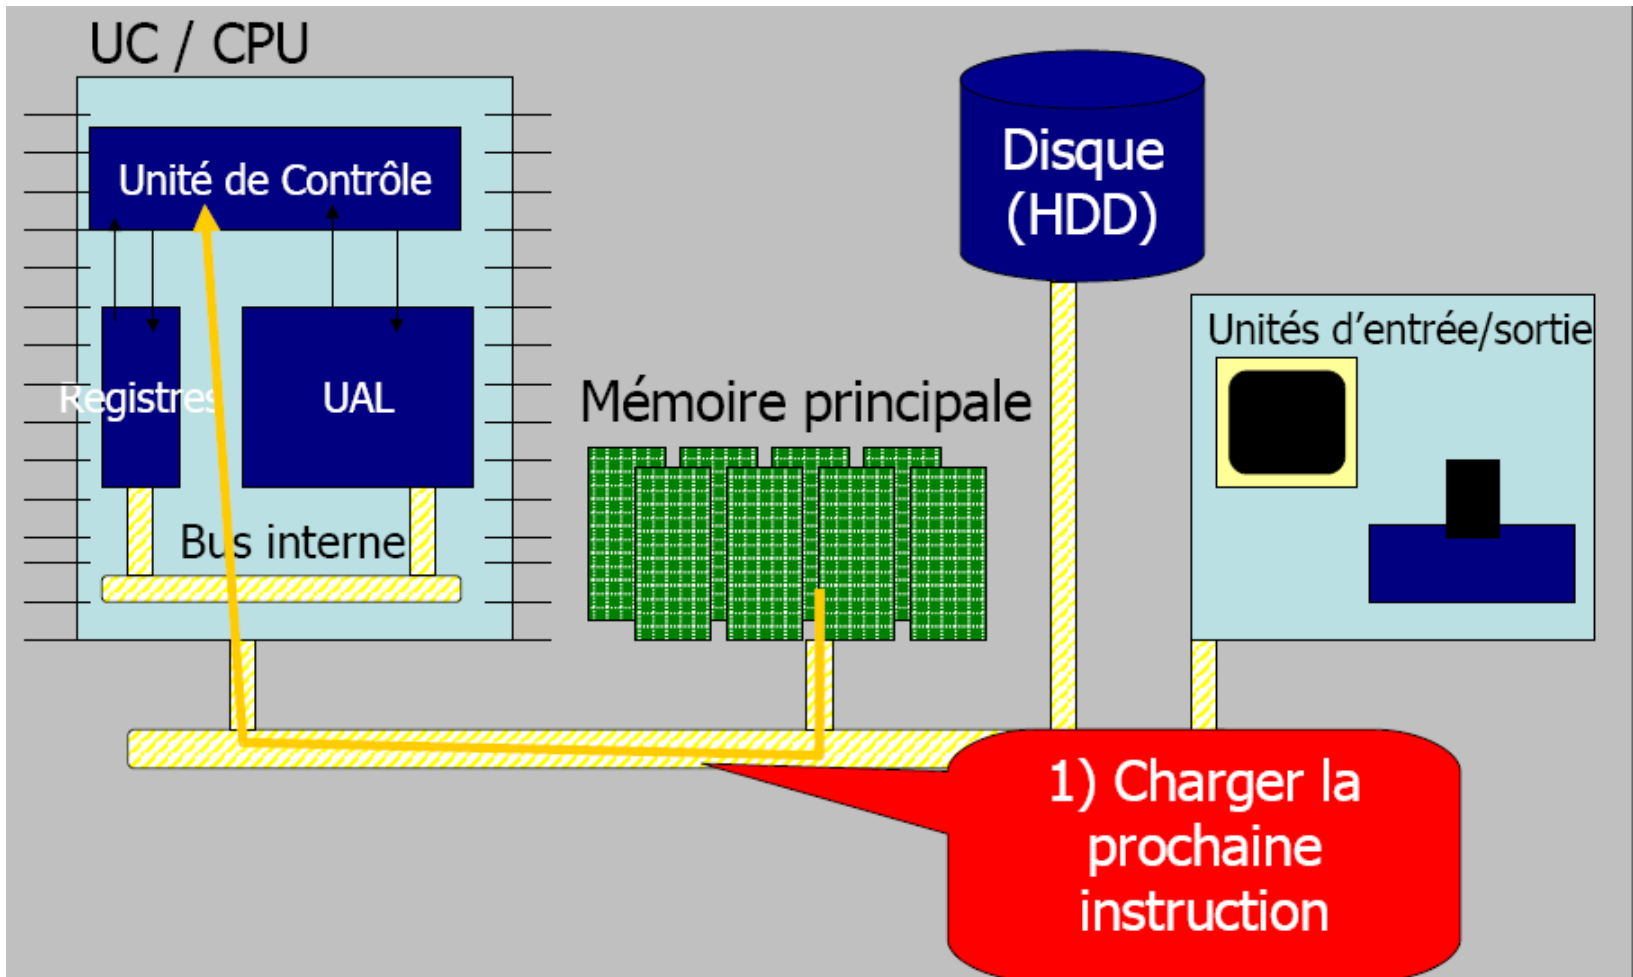 UC / CPU
Unité de Contrôle
Registres
UAL
Bus interne
Mémoire principale
Disque
(HDD)
Unités d’entrée/sortie
1) Charger la
prochaine
instruction